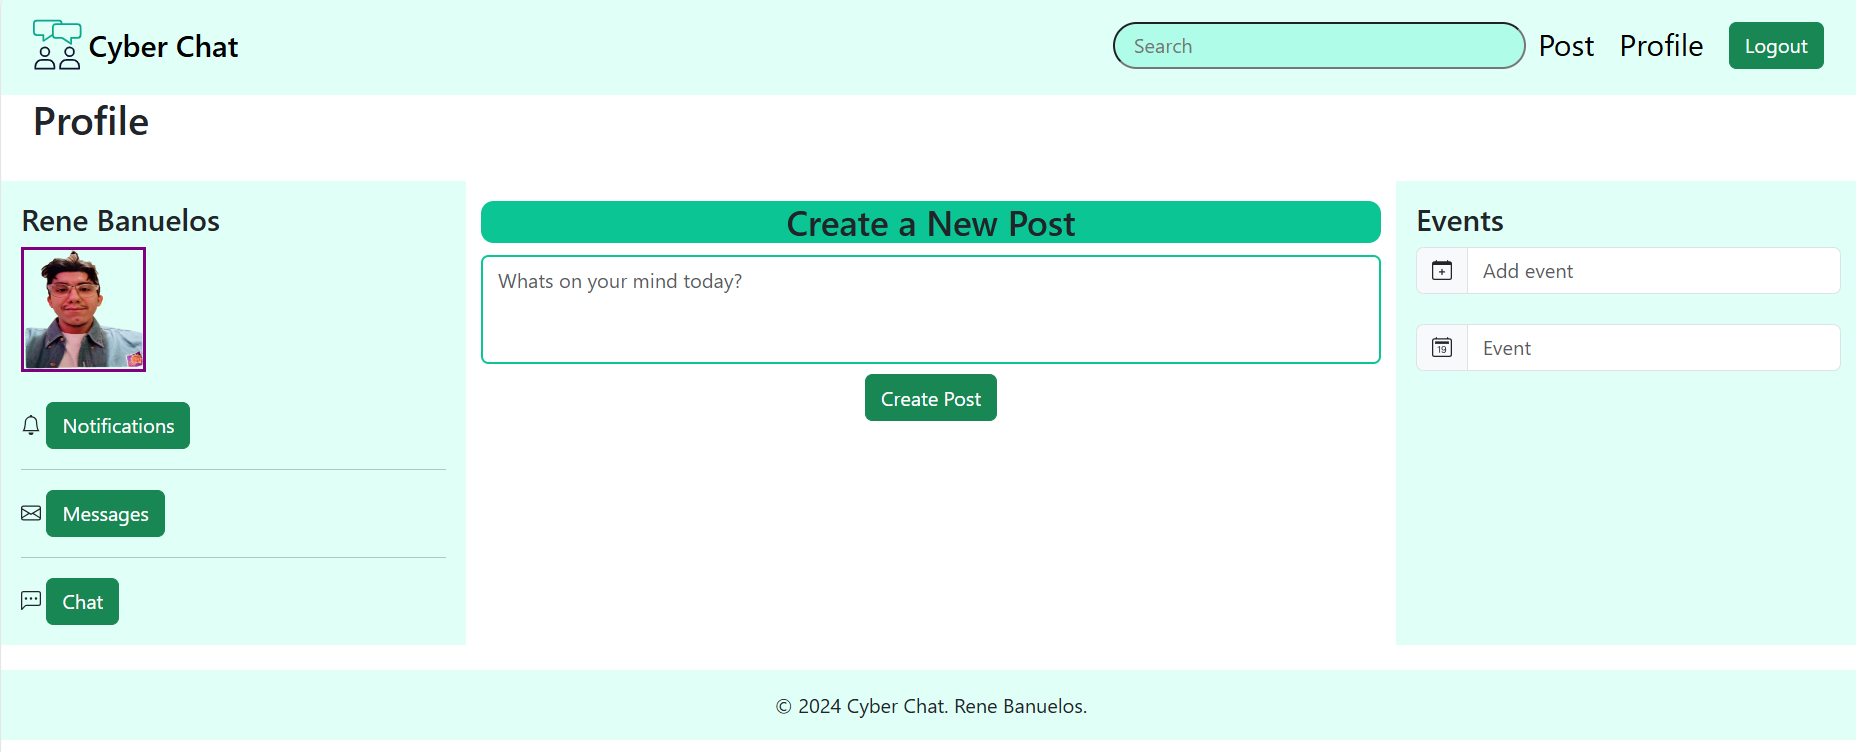 Cyber Chat
Search
Post
Profile
Logout
Profile
Rene Banuelos
Notifications
Messages
Chat
Create a New Post
Whats on your mind today?
Create Post
Events
Add event
19
Event
© 2024 Cyber Chat. Rene Banuelos.